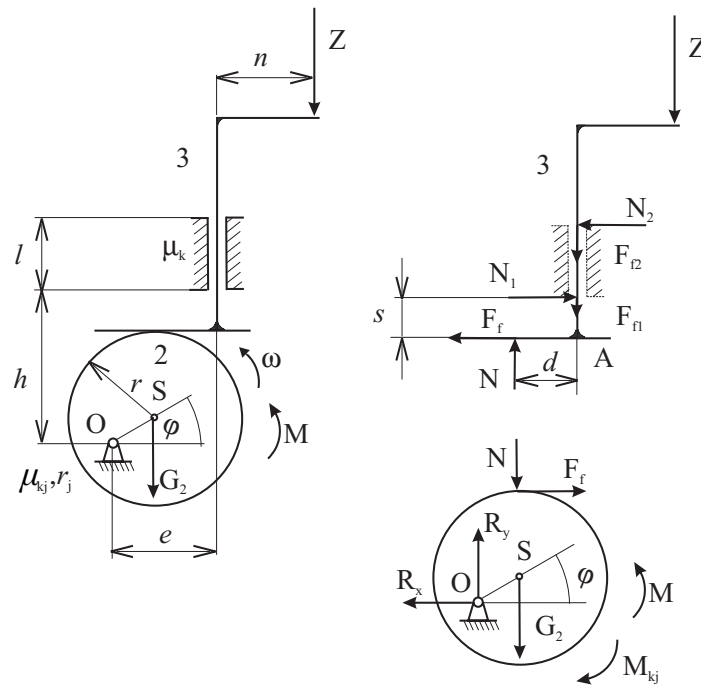 Z
n
3
l
μk
h
2
ω
r
S
O
φ
M
G2
μkj, rj
e
Z
3
N2
Ff2
N1
s
Ff
Ff1
d
A
N
N
Ff
Ry
S
Rx
O
φ
M
G2
Mkj